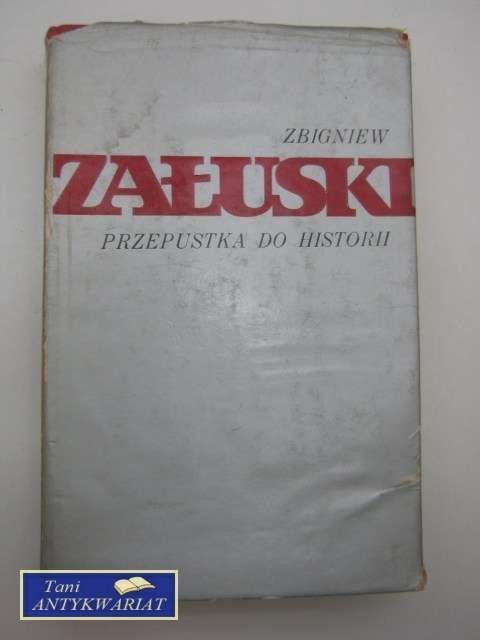 ZBIGNIEW
ZAŁUSKI
PRZEPUSTKA DO HISTORII
Tani
ANTYKWARIAT